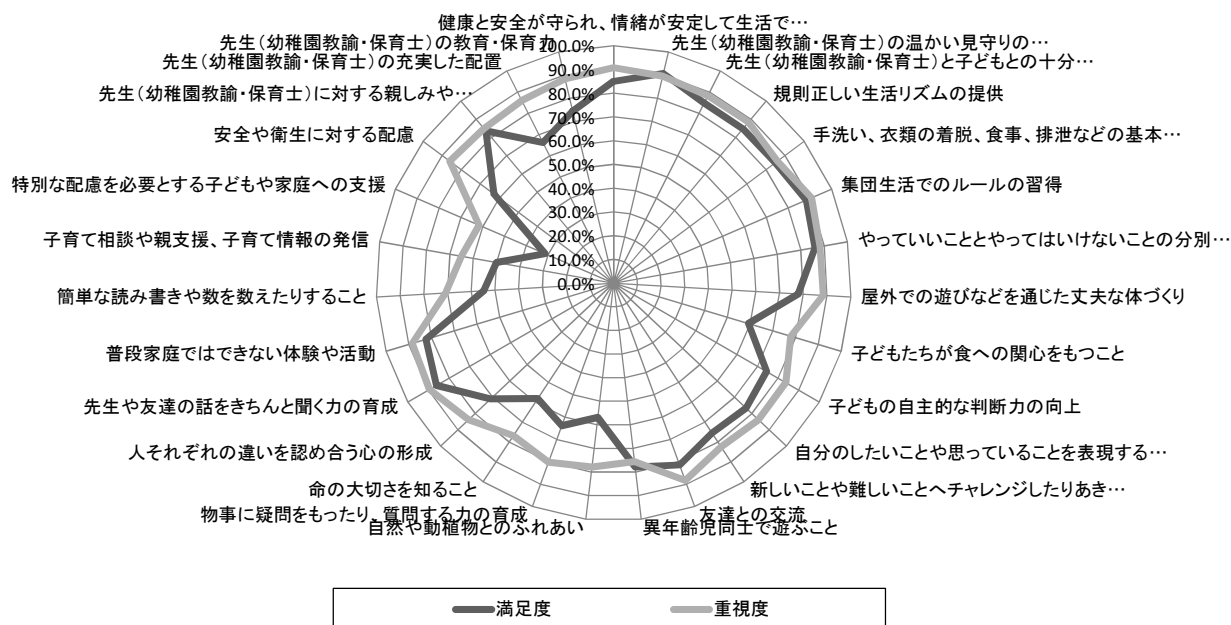 健康と安全が守られ、情緒が安定して生活で…
先生(幼稚園教諭・保育士)の温かい見守りの…
先生(幼稚園教諭・保育士)と子どもとの十分…
規則正しい生活リズムの提供
手洗い、衣類の着脱、食事、排泄などの基本…
集団生活でのルールの習得
やっていいこととやってはいけないことの分別…
屋外での遊びなどを通じた丈夫な体づくり
子どもたちが食への関心をもつこと
子どもの自主的な判断力の向上
自分のしたいことや思っていることを表現する…
新しいことや難しいことへチャレンジしたりあき…
友達との交流
異年齢児同士で遊ぶこと
自然や動植物とのふれあい
物事に疑問をもったり、質問する力の育成
命の大切さを知ること
人それぞれの違いを認め合う心の形成
先生や友達の話をきちんと聞く力の育成
普段家庭ではできない体験や活動
簡単な読み書きや数を数えたりすること
子育て相談や親支援、子育て情報の発信
特別な配慮を必要とする子どもや家庭への支援
安全や衛生に対する配慮
先生(幼稚園教諭・保育士)に対する親しみや…
先生(幼稚園教諭・保育士)の充実した配置
先生(幼稚園教諭・保育士)の教育・保育力
100.0%
90.0%
80.0%
70.0%
60.0%
50.0%
40.0%
30.0%
20.0%
10.0%
0.0%
満足度
重視度